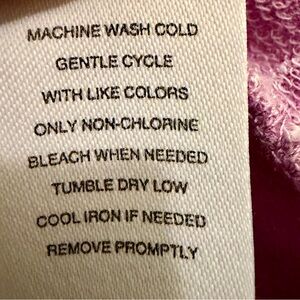 MACHINE WASH COLD
GENTLE CYCLE
WITH LIKE COLORS
ONLY NON-CHLORINE
BLEACH WHEN NEEDED
TUMBLE DRY LOW
COOL IRON IF NEEDED
REMOVE PROMPTLY